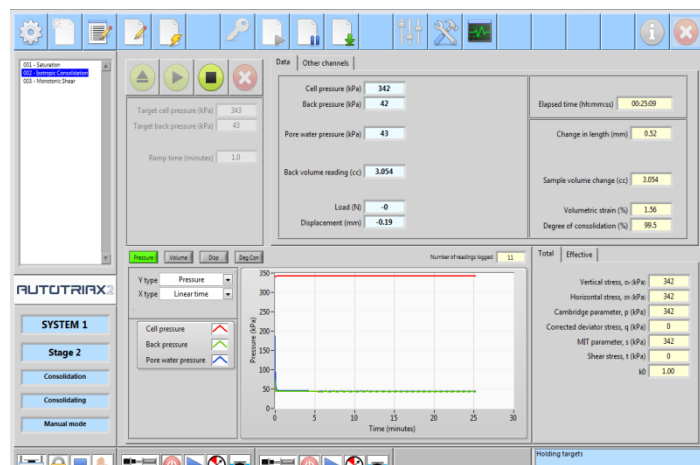 001 - Saturation
002 - Isotropic Consolidation
003 - Monotonic Shear
AUTOTRIAX2
SYSTEM 1
Stage 2
Consolidation
Consolidating
Manual mode
Target cell pressure (kPa) 343
Target back pressure (kPa) 43
Ramp time (minutes) 1.0
Data Other channels
Cell pressure (kPa) 342
Back pressure (kPa) 42
Pore water pressure (kPa) 43
Back volume reading (cc) 3.054
Load (N) -0
Displacement (mm) -0.19
Elapsed time (hh:mm:ss) 00:25:09
Change in length (mm) 0.52
Sample volume change (cc) 3.054
Volumetric strain (%) 1.56
Degree of consolidation (%) 99.5
Pressure Volume Disp Deg Con
Number of readings logged 11
Y type Pressure
X type Linear time
Cell pressure
Back pressure
Pore water pressure
Pressure (kPa)
350
300
250
200
150
100
50
0
0 5 10 15 20 25 30
Time (minutes)
Total Effective
Vertical stress, σv (kPa) 342
Horizontal stress, σh (kPa) 342
Cambridge parameter, p (kPa) 342
Corrected deviator stress, q (kPa) 0
MIT parameter, s (kPa) 342
Shear stress, t (kPa) 0
k0 1.00
Holding targets